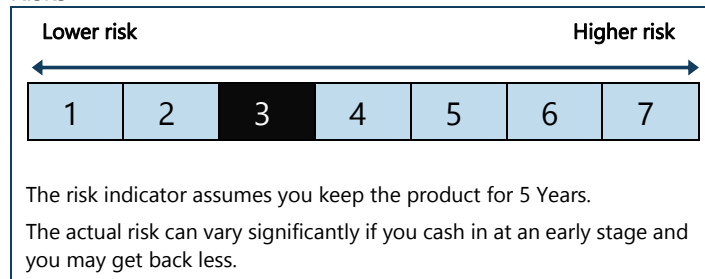 Lower risk Higher risk
1 2 3 4 5 6 7
The risk indicator assumes you keep the product for 5 Years.
The actual risk can vary significantly if you cash in at an early stage and
you may get back less.